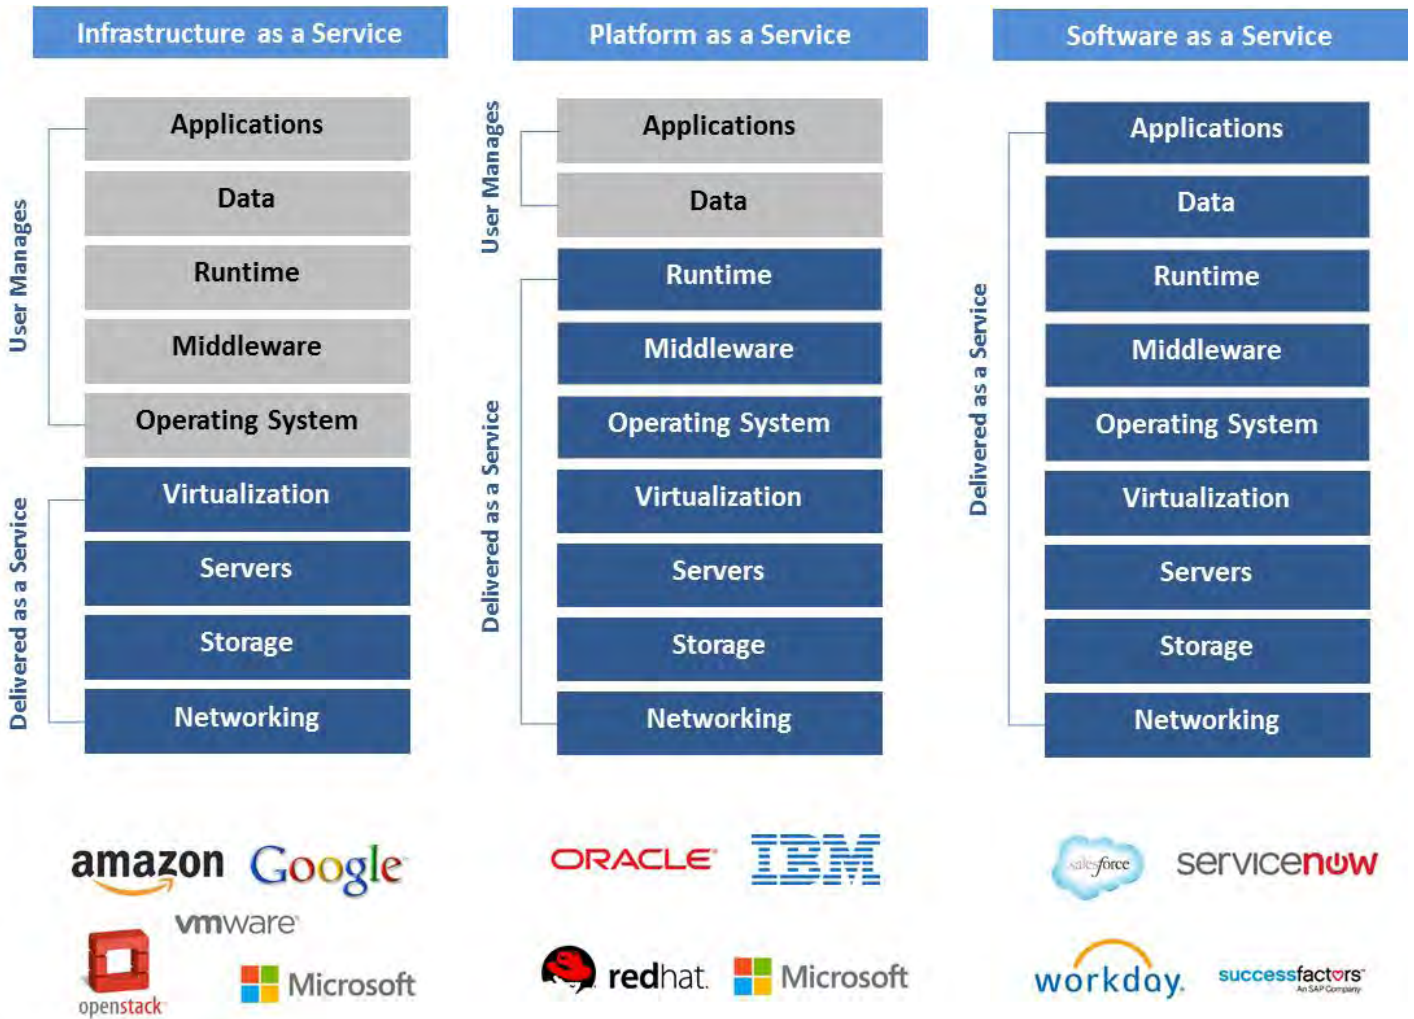 Infrastructure as a Service
User Manages
Applications
Data
Runtime
Middleware
Operating System
Delivered as a Service
Virtualization
Servers
Storage
Networking
amazon
Google
vmware
openstack
Microsoft
Platform as a Service
User Manages
Applications
Data
Delivered as a Service
Runtime
Middleware
Operating System
Virtualization
Servers
Storage
Networking
ORACLE
IBM
redhat.
Microsoft
Software as a Service
Delivered as a Service
Applications
Data
Runtime
Middleware
Operating System
Virtualization
Servers
Storage
Networking
salesforce
servicenow
workday.
successfactors
An SAP Company